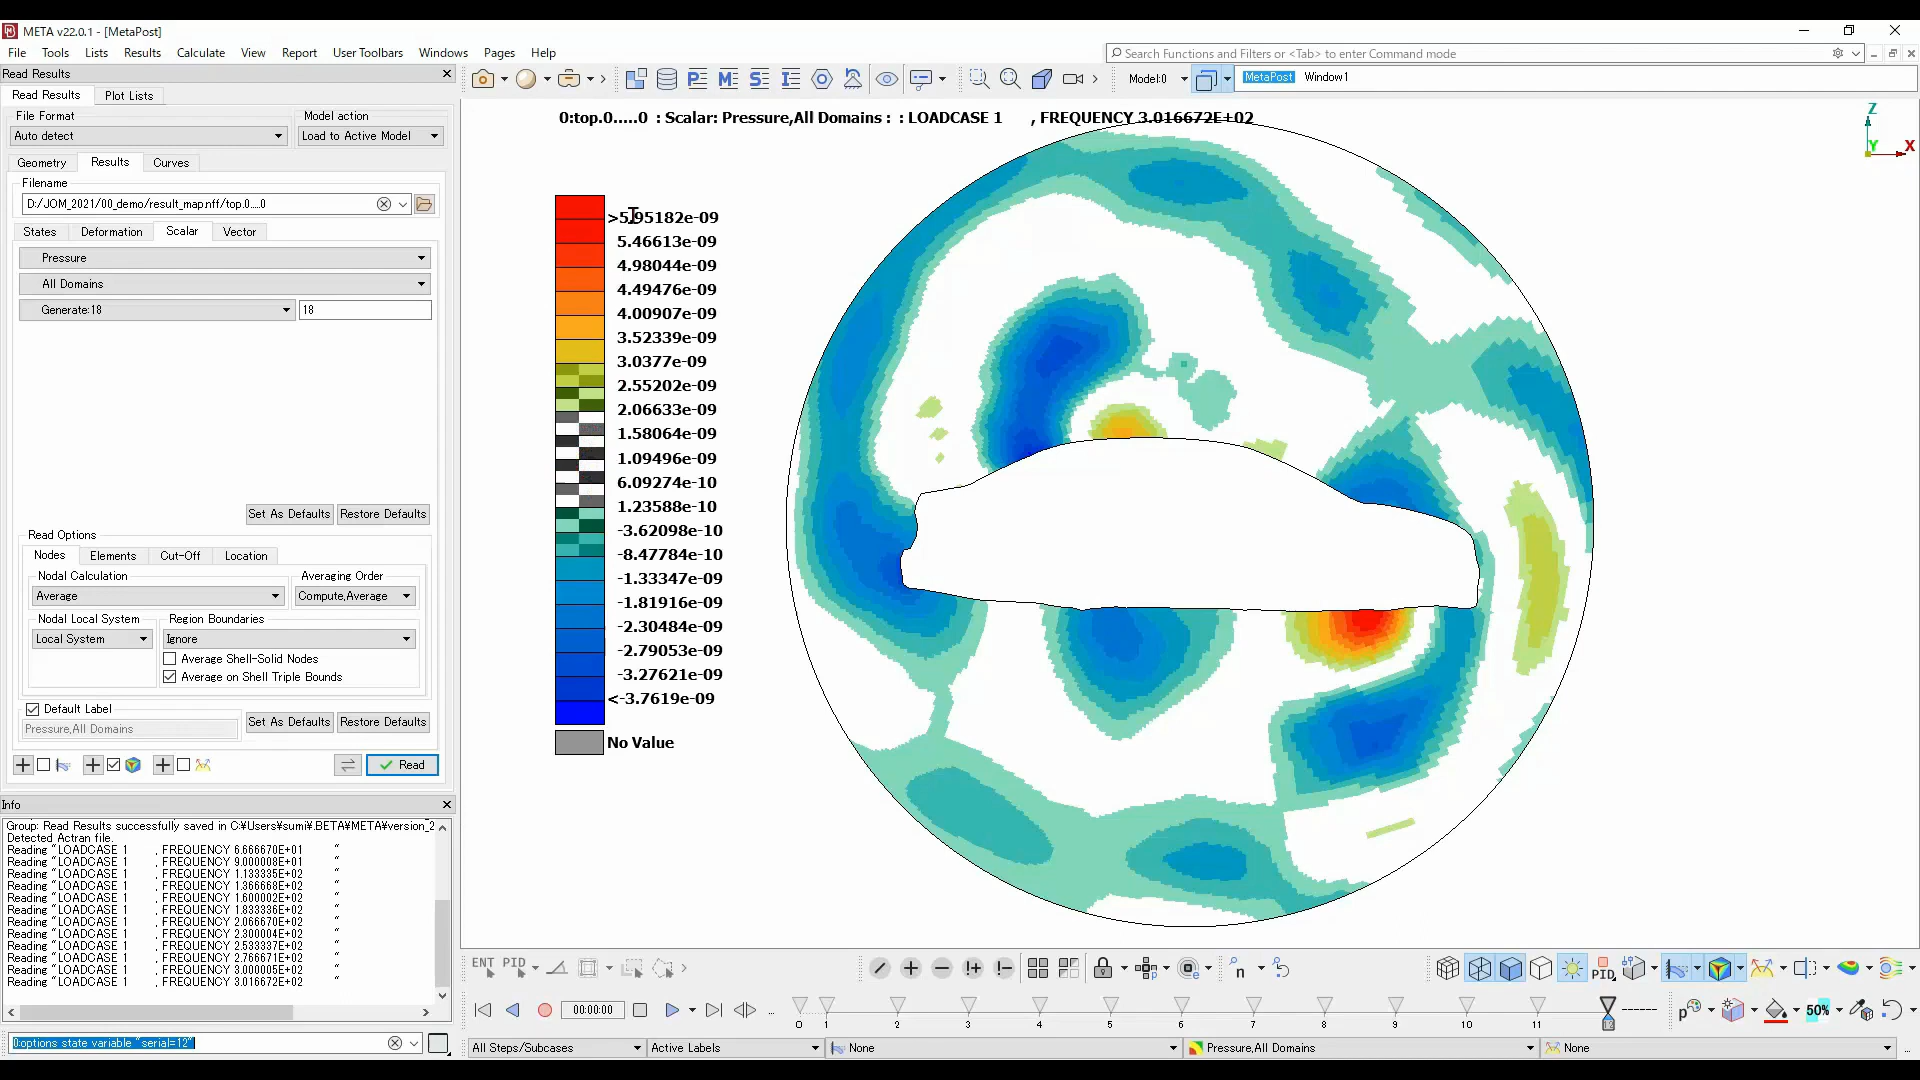 META v22.0.1 - [MetaPost]
File Tools Lists Results Calculate View Report User Toolbars Windows Pages Help
Search Functions and Filters or <Tab> to enter Command mode
Read Results
Read Results Plot Lists
File Format
Model action
Auto detect
Load to Active Model
Geometry Results Curves
Filename
D:/JOM_2021/00_demo/result_map.nff/top.0.....0
States Deformation Scalar Vector
Pressure
All Domains
Generate:18
18
Set As Defaults Restore Defaults
Read Options
Nodes Elements Cut-Off Location
Nodal Calculation
Averaging Order
Average
Compute,Average
Nodal Local System
Region Boundaries
Local System
Ignore
Average Shell-Solid Nodes
Average on Shell Triple Bounds
Default Label
Pressure,All Domains
Set As Defaults Restore Defaults
Read
Info
Group: Read Results successfully saved in C:¥Users¥sumi¥.BETA¥META¥version_2
Detected Actran file.
Reading "LOADCASE 1 , FREQUENCY 6.666670E+01 "
Reading "LOADCASE 1 , FREQUENCY 9.000008E+01 "
Reading "LOADCASE 1 , FREQUENCY 1.133335E+02 "
Reading "LOADCASE 1 , FREQUENCY 1.366668E+02 "
Reading "LOADCASE 1 , FREQUENCY 1.600002E+02 "
Reading "LOADCASE 1 , FREQUENCY 1.833336E+02 "
Reading "LOADCASE 1 , FREQUENCY 2.066670E+02 "
Reading "LOADCASE 1 , FREQUENCY 2.300004E+02 "
Reading "LOADCASE 1 , FREQUENCY 2.533337E+02 "
Reading "LOADCASE 1 , FREQUENCY 2.766671E+02 "
Reading "LOADCASE 1 , FREQUENCY 3.000005E+02 "
Reading "LOADCASE 1 , FREQUENCY 3.016672E+02 "
0:options state variable "serial=12"
Model:0
MetaPost Window1
0:top.0.....0 : Scalar: Pressure,All Domains : : LOADCASE 1 , FREQUENCY 3.016672E+02
Z
Y
X
>5.95182e-09
5.46613e-09
4.98044e-09
4.49476e-09
4.00907e-09
3.52339e-09
3.0377e-09
2.55202e-09
2.06633e-09
1.58064e-09
1.09496e-09
6.09274e-10
1.23588e-10
-3.62098e-10
-8.47784e-10
-1.33347e-09
-1.81916e-09
-2.30484e-09
-2.79053e-09
-3.27621e-09
<-3.7619e-09
No Value
ENT PID
PID
00:00:00
0 1 2 3 4 5 6 7 8 9 10 11 12
50%
All Steps/Subcases
Active Labels
None
Pressure,All Domains
None